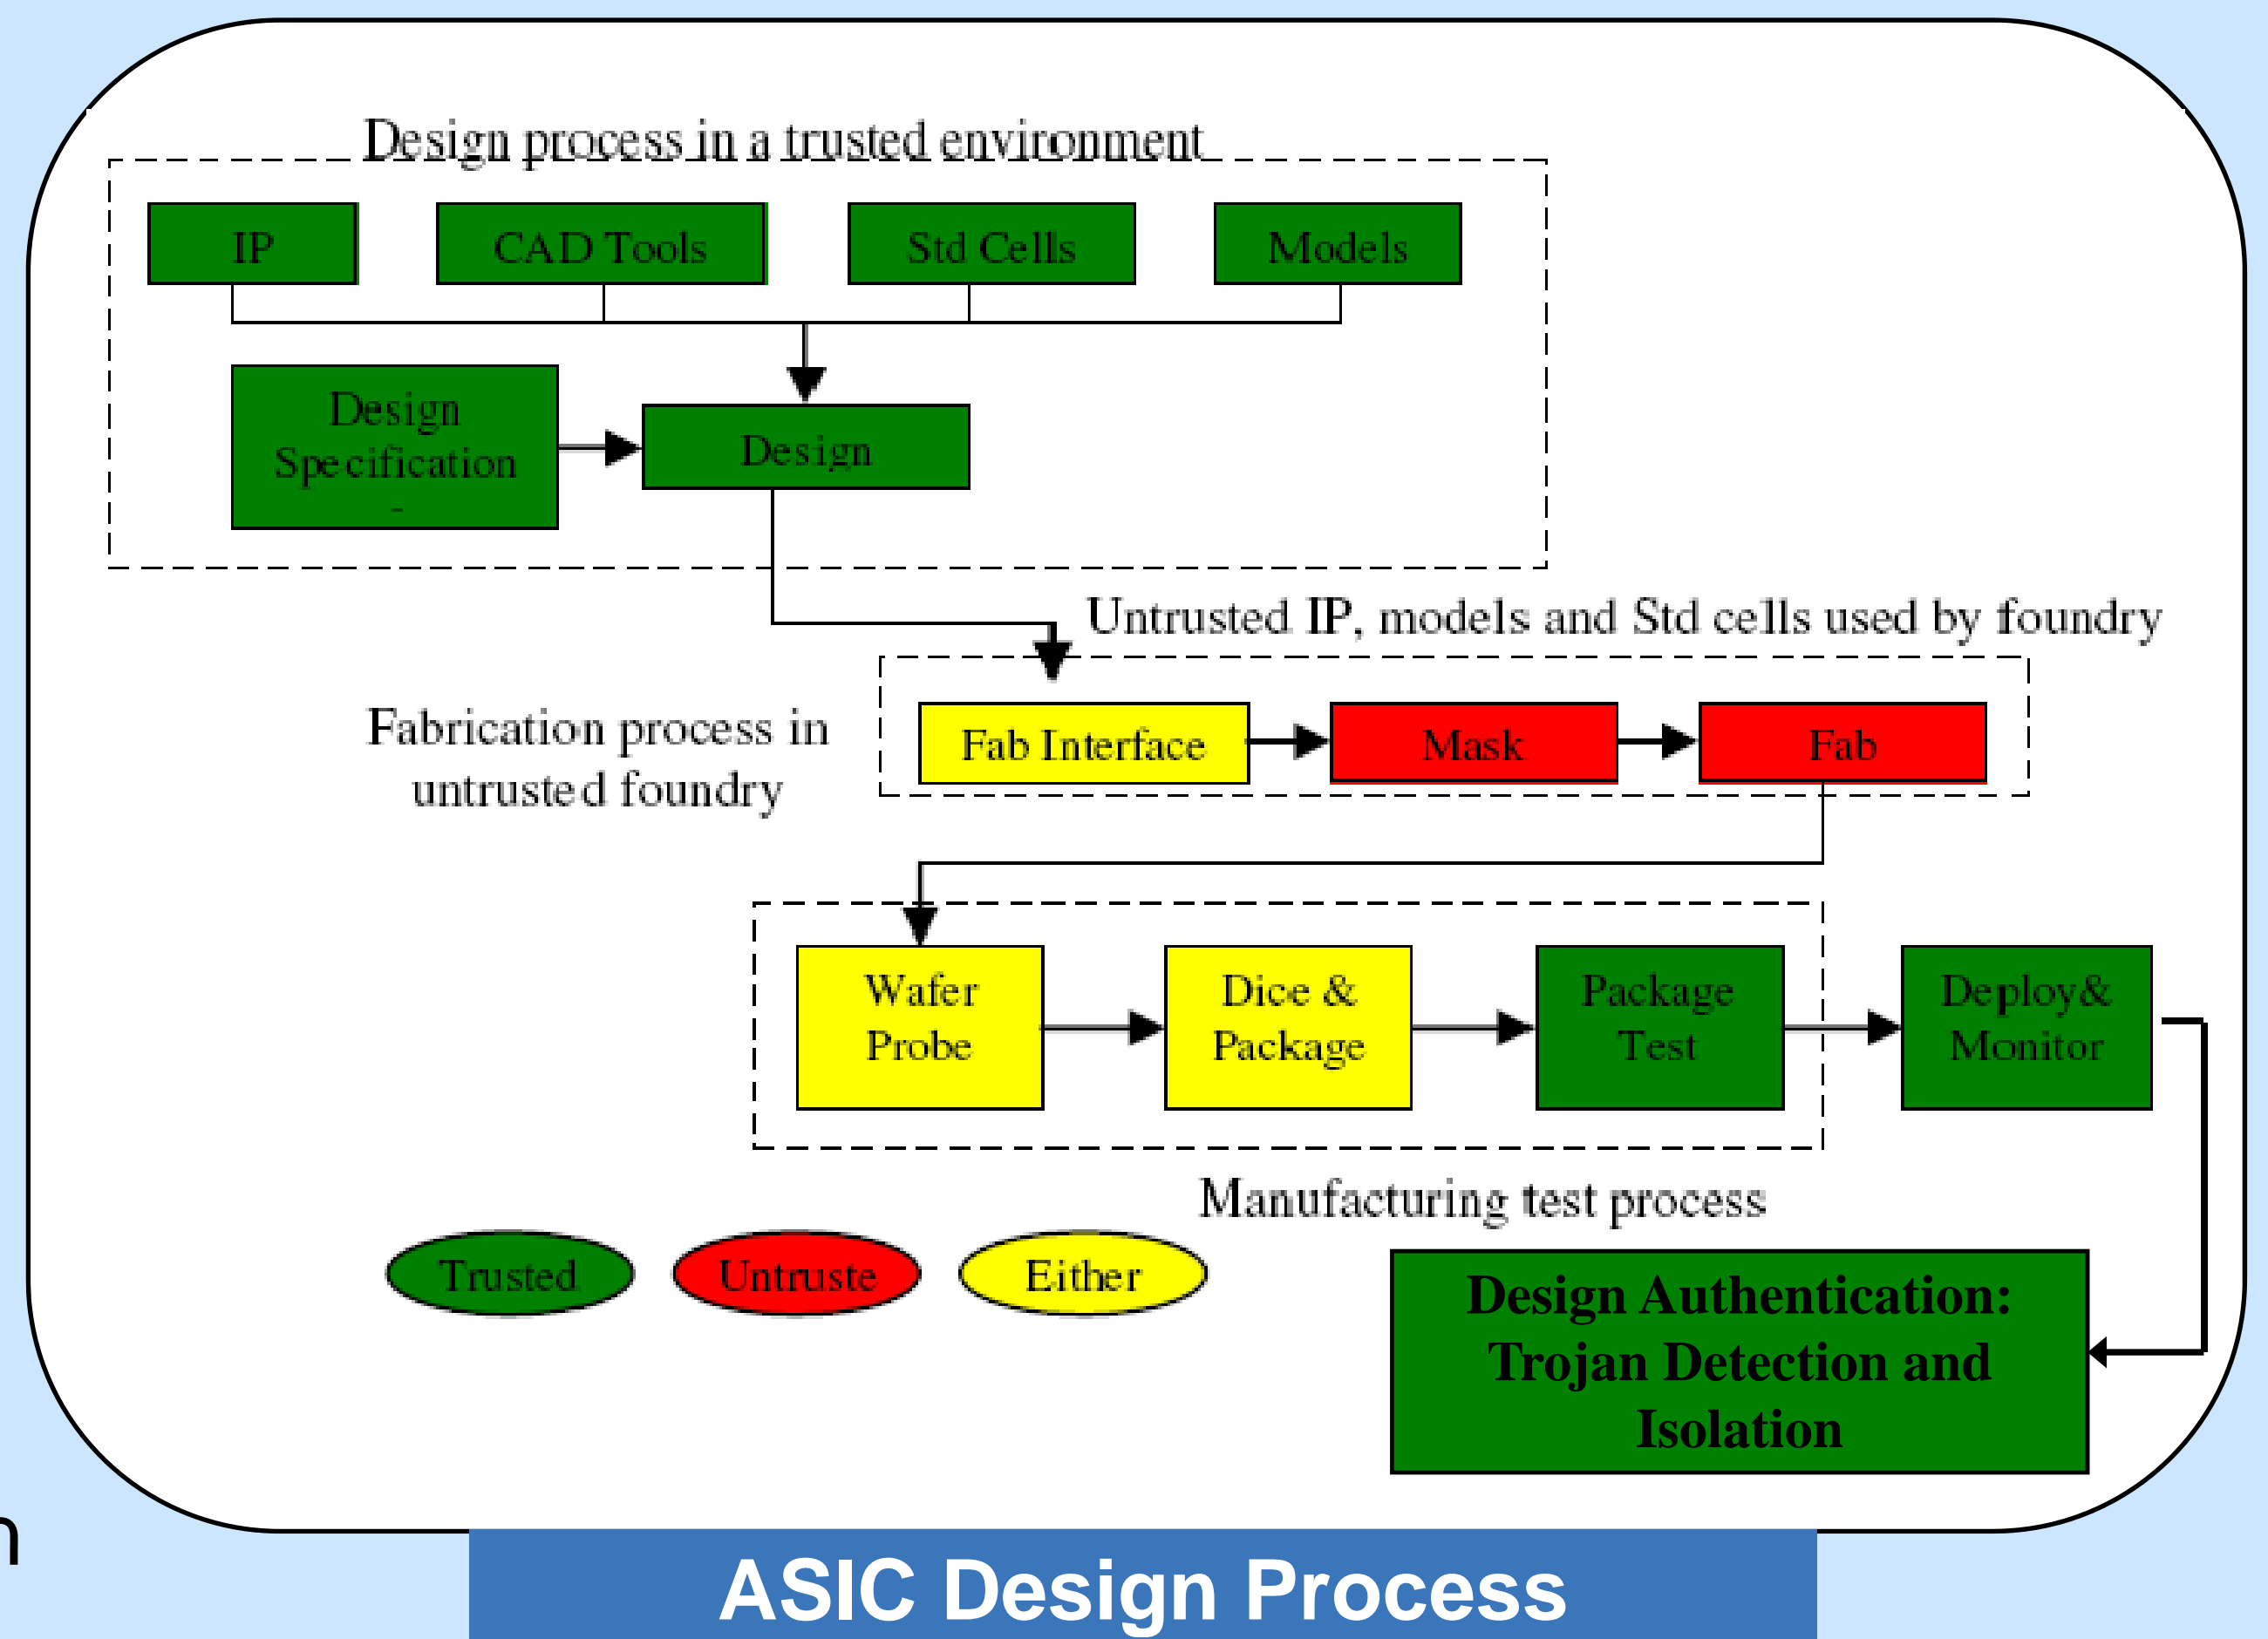 Design process in a trusted environment
IP
CAD Tools
Std Cells
Models
Design
Specification
-
Design
Untrusted IP, models and Std cells used by foundry
Fabrication process in
untrusted foundry
Fab Interface
Mask
Fab
Wafer
Probe
Dice &
Package
Package
Test
Deploy&
Monitor
Manufacturing test process
Trusted
Untruste
Either
Design Authentication:
Trojan Detection and
Isolation
n
ASIC Design Process